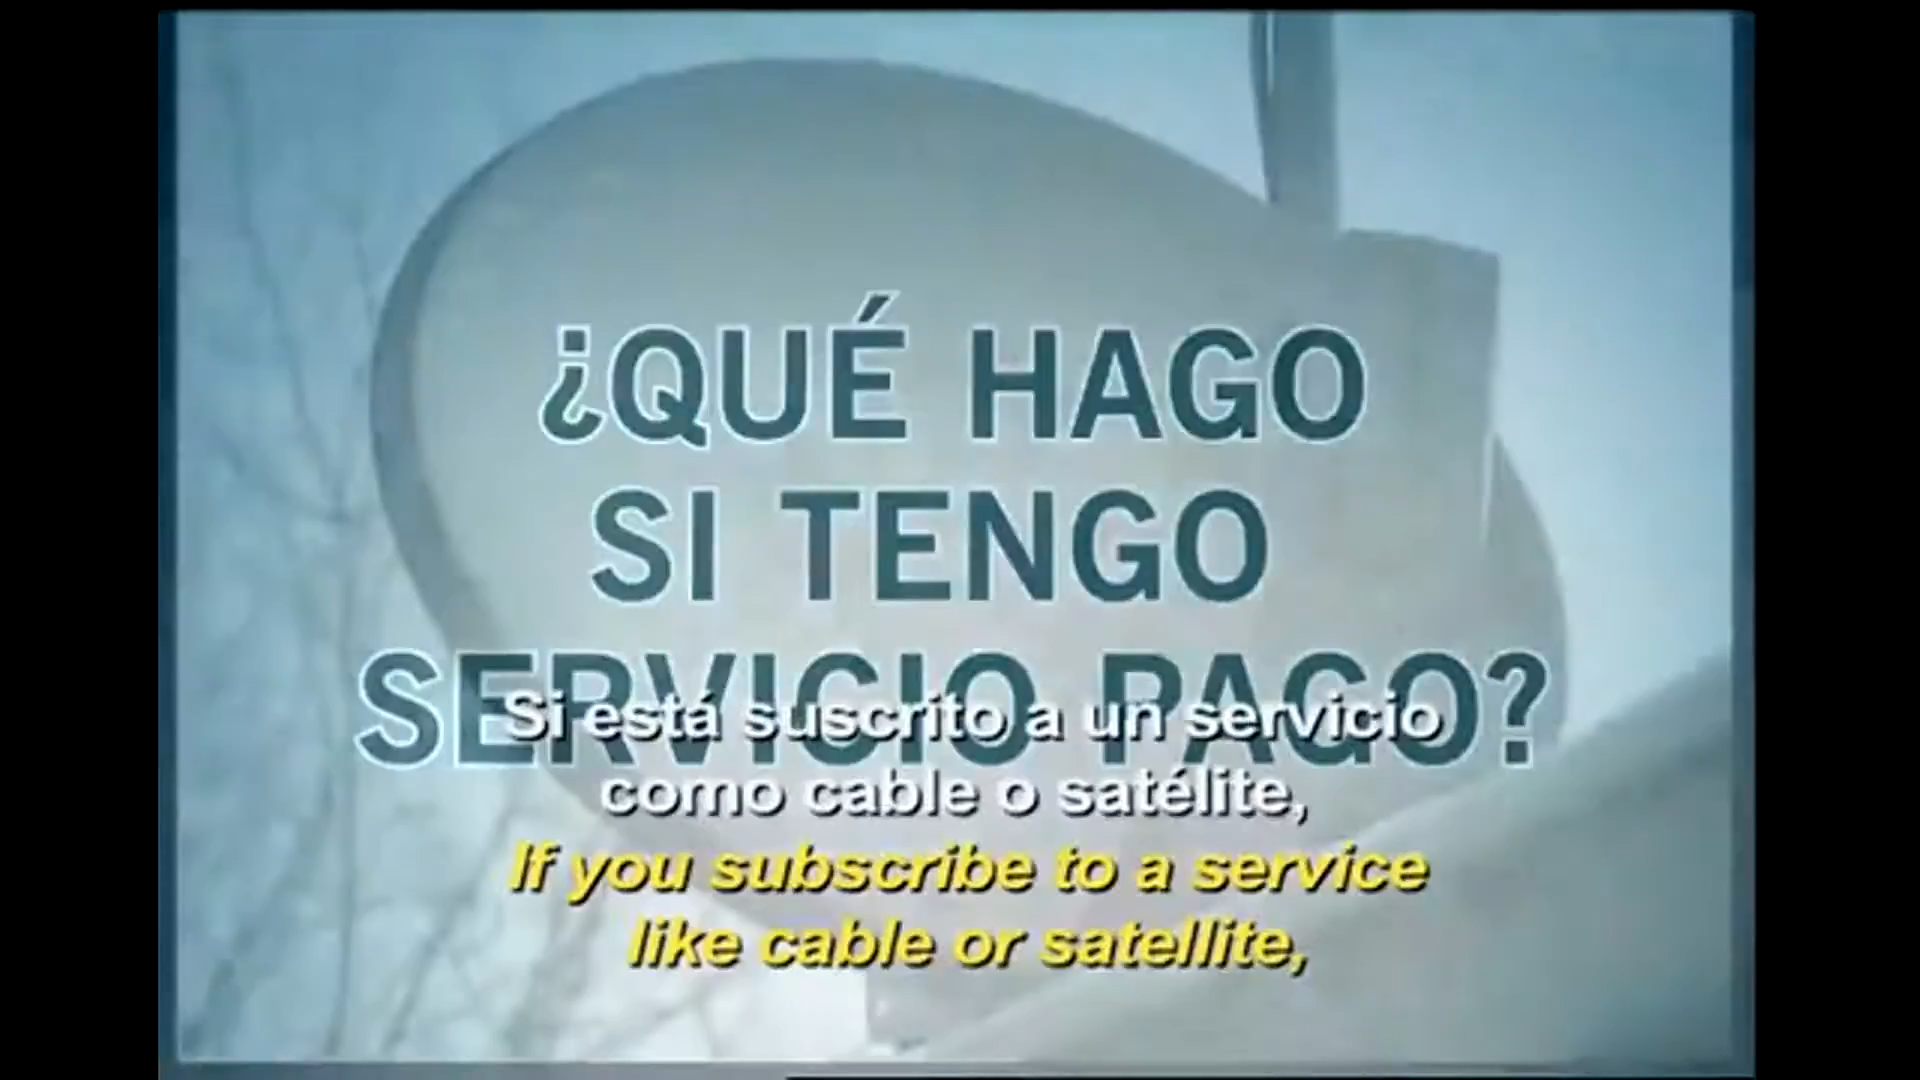 ¿QUÉ HAGO
SI TENGO
SERVICIO PAGO?
Si está suscrito a un servicio
como cable o satélite,
If you subscribe to a service
like cable or satellite,